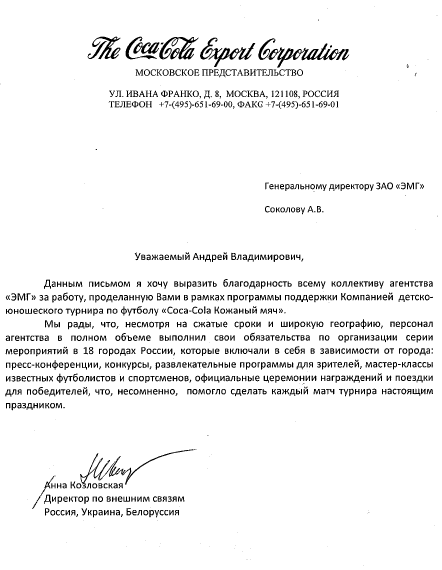 The Coca-Cola Export Corporation
МОСКОВСКОЕ ПРЕДСТАВИТЕЛЬСТВО
УЛ. ИВАНА ФРАНКО, Д. 8, МОСКВА, 121108, РОССИЯ
ТЕЛЕФОН +7-(495)-651-69-00, ФАКС +7-(495)-651-69-01
Генеральному директору ЗАО «ЭМГ»
Соколову А.В.
Уважаемый Андрей Владимирович,
Данным письмом я хочу выразить благодарность всему коллективу агентства
«ЭМГ» за работу, проделанную Вами в рамках программы поддержки Компанией детско-
юношеского турнира по футболу «Coca-Cola Кожаный мяч».
Мы рады, что, несмотря на сжатые сроки и широкую географию, персонал
агентства в полном объеме выполнил свои обязательства по организации серии
мероприятий в 18 городах России, которые включали в себя в зависимости от города:
пресс-конференции, конкурсы, развлекательные программы для зрителей, мастер-классы
известных футболистов и спортсменов, официальные церемонии награждений и поездки
для победителей, что, несомненно, помогло сделать каждый матч турнира настоящим
праздником.
Анна Козловская
Директор по внешним связям
Россия, Украина, Белоруссия